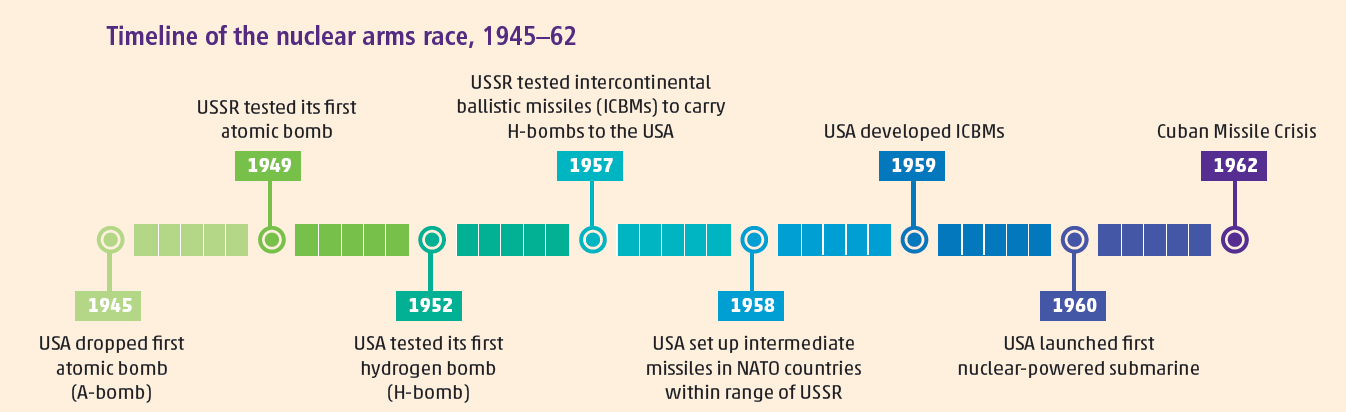 Timeline of the nuclear arms race, 1945–62
1945
USA dropped first
atomic bomb
(A-bomb)
USSR tested its first
atomic bomb
1949
1952
USA tested its first
hydrogen bomb
(H-bomb)
USSR tested intercontinental
ballistic missiles (ICBMs) to carry
H-bombs to the USA
1957
1958
USA set up intermediate
missiles in NATO countries
within range of USSR
USA developed ICBMs
1959
1960
USA launched first
nuclear-powered submarine
Cuban Missile Crisis
1962